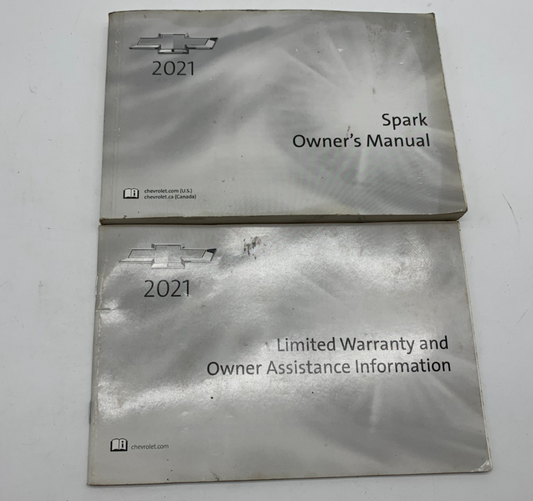 2021
Spark
Owner's Manual
chevrolet.com (U.S.)
chevrolet.ca (Canada)
2021
Limited Warranty and
Owner Assistance Information
chevrolet.com